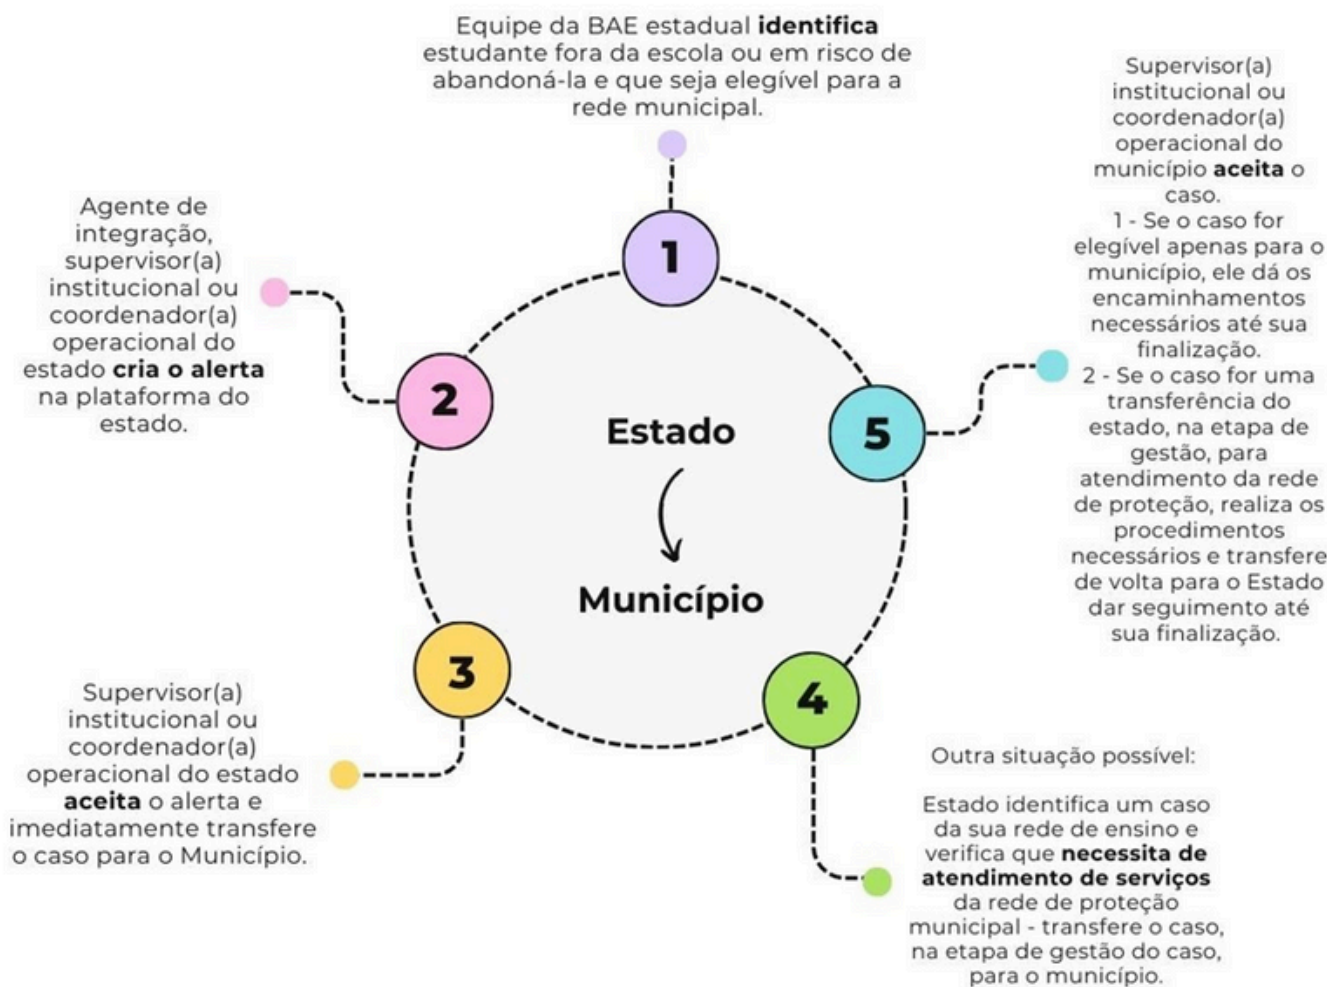 Equipe da BAE estadual identifica
estudante fora da escola ou em risco de
abandoná-la e que seja elegível para a
rede municipal.
1
Agente de
integração,
supervisor(a)
institucional ou
coordenador(a)
operacional do
estado cria o alerta
na plataforma do
estado.
2
Supervisor(a)
institucional ou
coordenador(a)
operacional do estado
aceita o alerta e
imediatamente transfere
o caso para o Município.
3
Estado
Município
4
Outra situação possível:
Estado identifica um caso
da sua rede de ensino e
verifica que necessita de
atendimento de serviços
da rede de proteção
municipal - transfere o caso,
na etapa de gestão do caso,
para o município.
5
Supervisor(a)
institucional ou
coordenador(a)
operacional do
município aceita o
caso.
1 - Se o caso for
elegível apenas para o
município, ele dá os
encaminhamentos
necessários até sua
finalização.
2 - Se o caso for uma
transferência do
estado, na etapa de
gestão, para
atendimento da rede
de proteção, realiza os
procedimentos
necessários e transfere
de volta para o Estado
dar seguimento até
sua finalização.